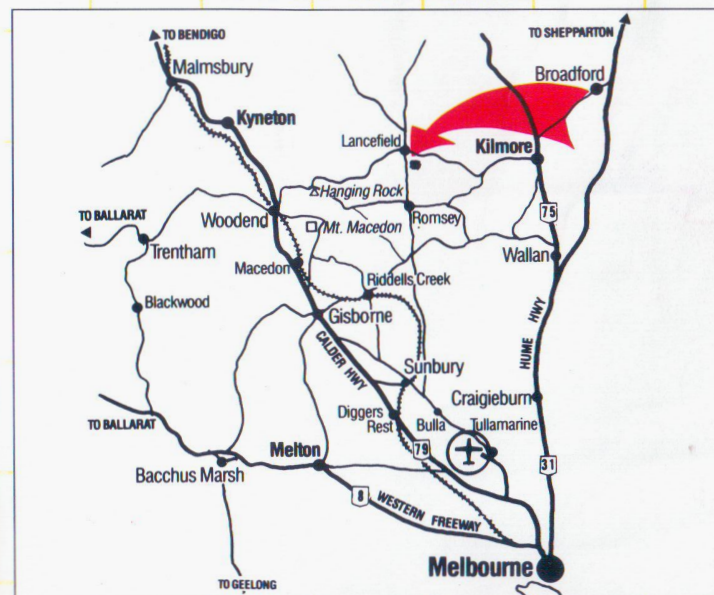 TO BENDIGO
TO SHEPPARTON
Malmsbury
Broadford
Kyneton
Lancefield
Kilmore
Hanging Rock
TO BALLARAT
Woodend
Romsey
75
Mt. Macedon
Trentham
Wallan
Macedon
Riddells Creek
Blackwood
Gisborne
HUME HWY
CALDER HWY
Sunbury
Craigieburn
TO BALLARAT
Diggers
Rest
Bulla
Tullamarine
79
Melton
31
Bacchus Marsh
8
WESTERN FREEWAY
Melbourne
TO GEELONG